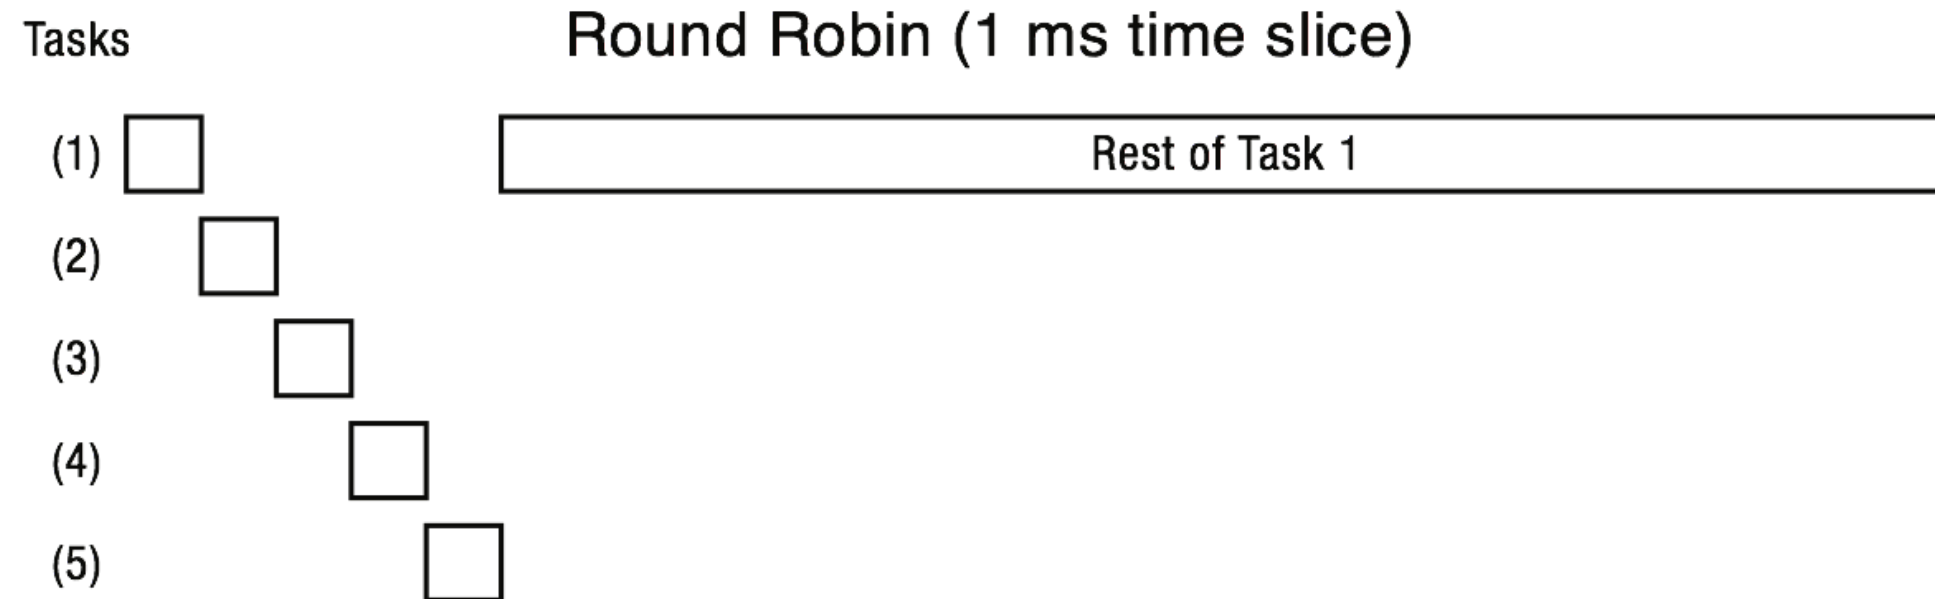 Tasks
Round Robin (1 ms time slice)
(1)
Rest of Task 1
(2)
(3)
(4)
(5)